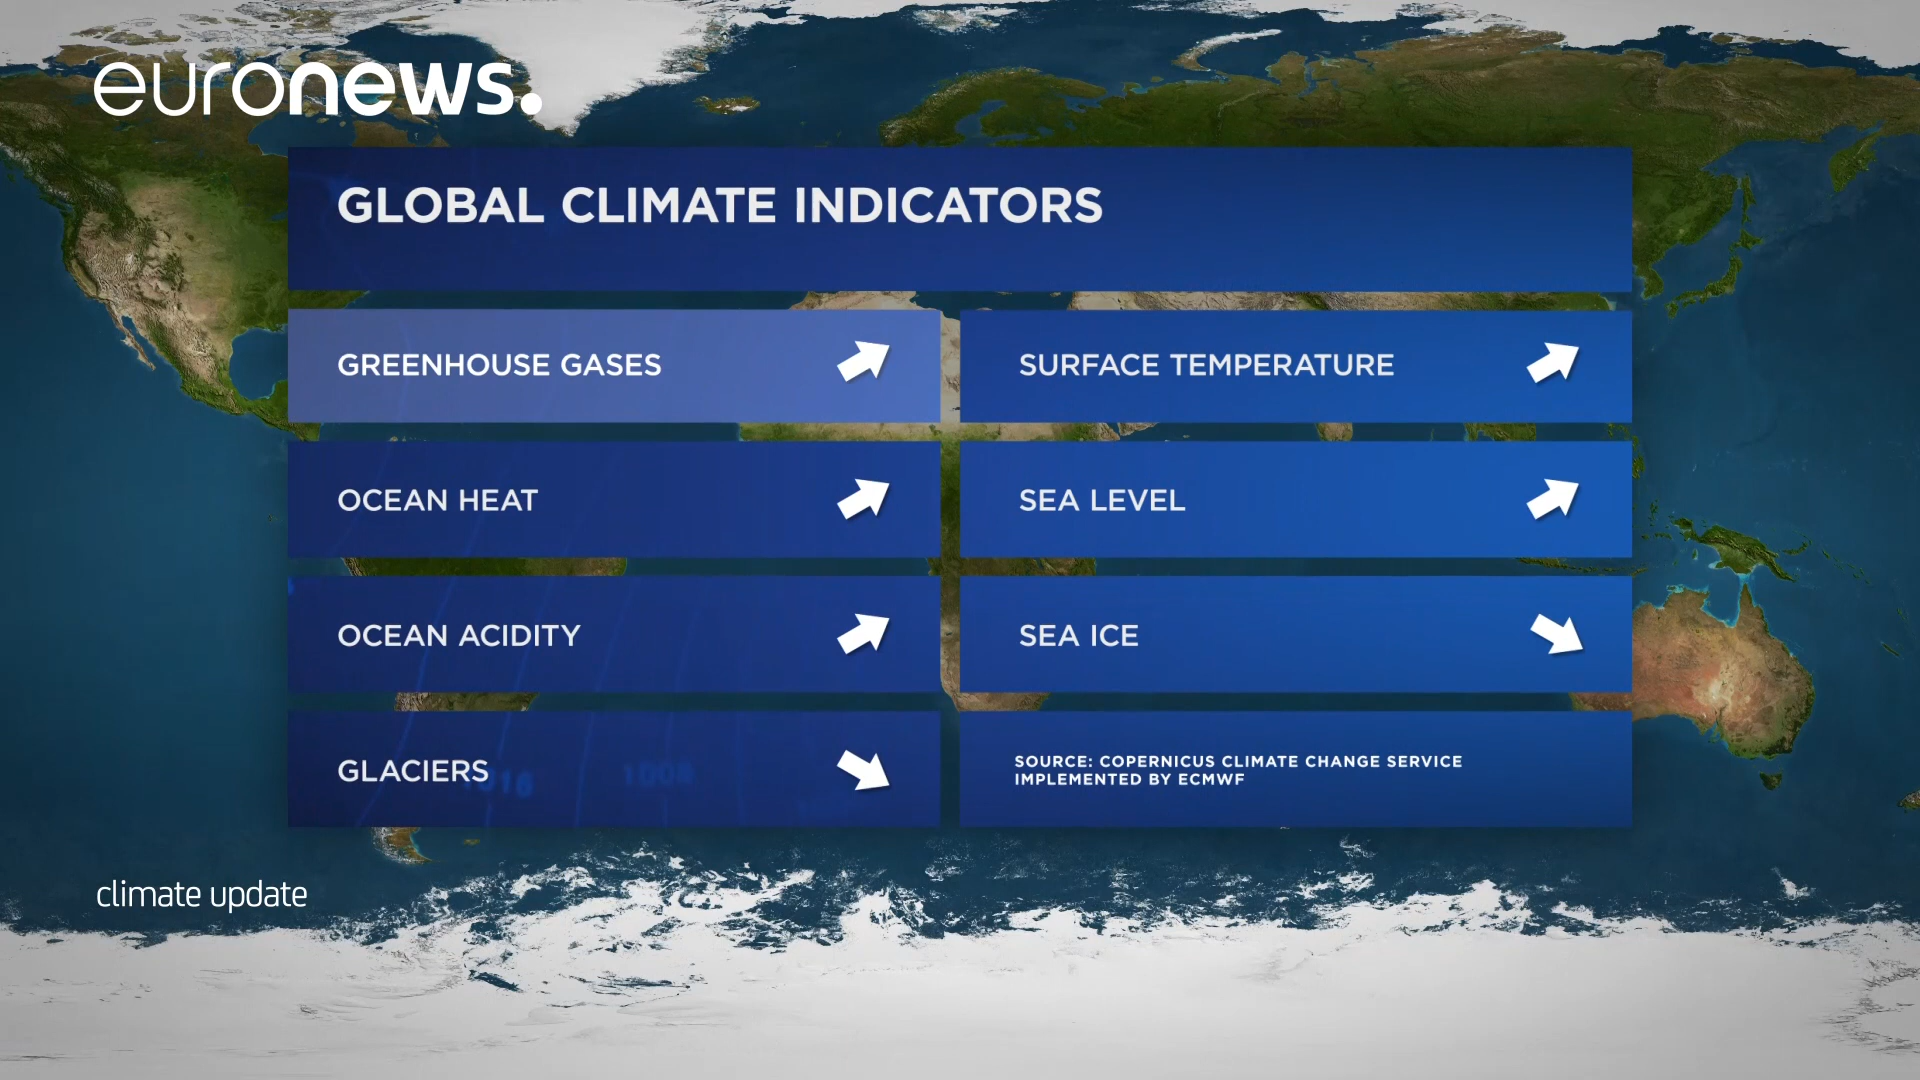 euronews.
GLOBAL CLIMATE INDICATORS
GREENHOUSE GASES
SURFACE TEMPERATURE
OCEAN HEAT
SEA LEVEL
OCEAN ACIDITY
SEA ICE
GLACIERS
SOURCE: COPERNICUS CLIMATE CHANGE SERVICE
IMPLEMENTED BY ECMWF
climate update